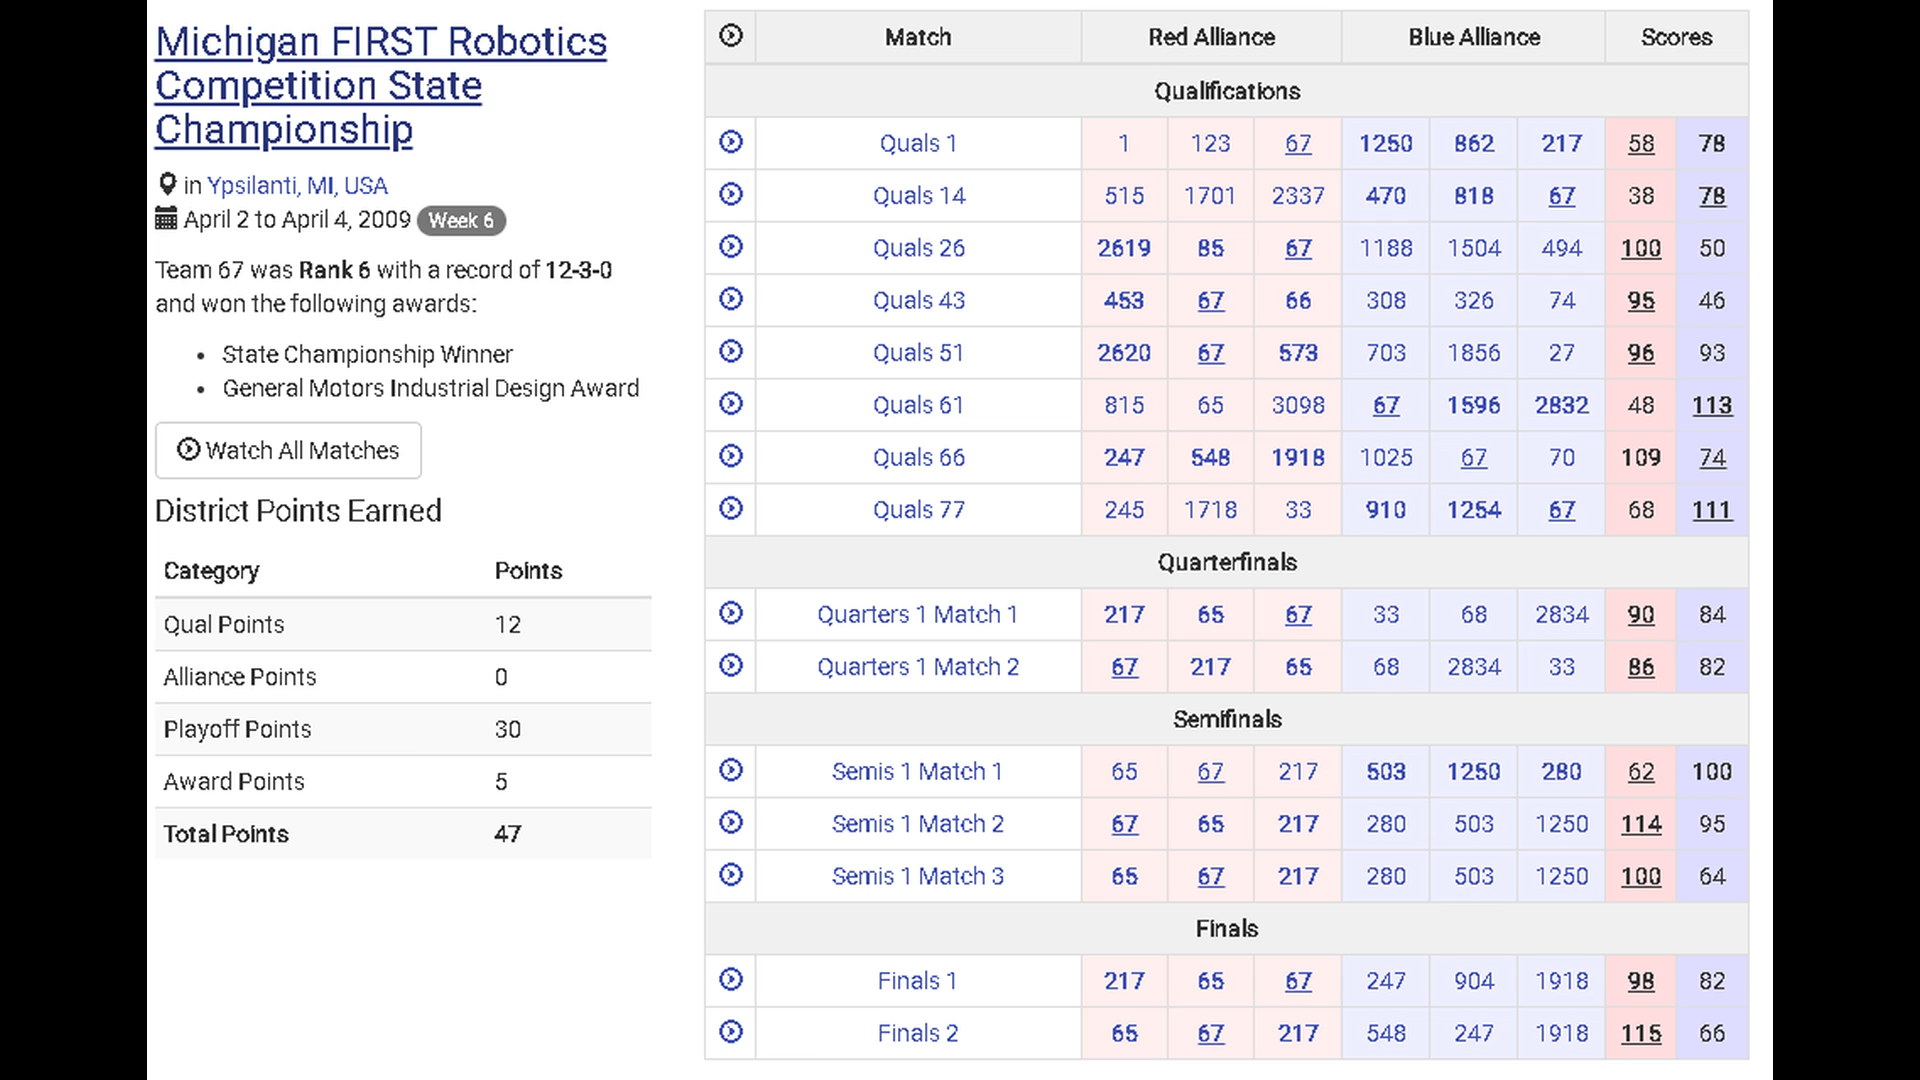 Michigan FIRST Robotics
Competition State
Championship
in Ypsilanti, MI, USA
April 2 to April 4, 2009 Week 6
Team 67 was Rank 6 with a record of 12-3-0
and won the following awards:
• State Championship Winner
• General Motors Industrial Design Award
Watch All Matches
District Points Earned
Category Points
Qual Points 12
Alliance Points 0
Playoff Points 30
Award Points 5
Total Points 47
Match Red Alliance Blue Alliance Scores
Qualifications
Quals 1 1 123 67 1250 862 217 58 78
Quals 14 515 1701 2337 470 818 67 38 78
Quals 26 2619 85 67 1188 1504 494 100 50
Quals 43 453 67 66 308 326 74 95 46
Quals 51 2620 67 573 703 1856 27 96 93
Quals 61 815 65 3098 67 1596 2832 48 113
Quals 66 247 548 1918 1025 67 70 109 74
Quals 77 245 1718 33 910 1254 67 68 111
Quarterfinals
Quarters 1 Match 1 217 65 67 33 68 2834 90 84
Quarters 1 Match 2 67 217 65 68 2834 33 86 82
Semifinals
Semis 1 Match 1 65 67 217 503 1250 280 62 100
Semis 1 Match 2 67 65 217 280 503 1250 114 95
Semis 1 Match 3 65 67 217 280 503 1250 100 64
Finals
Finals 1 217 65 67 247 904 1918 98 82
Finals 2 65 67 217 548 247 1918 115 66